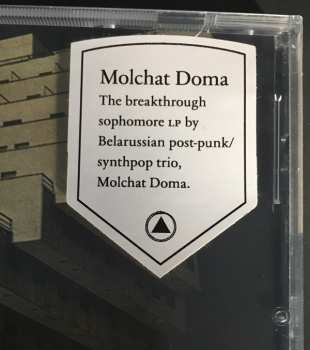 Molchat Doma
The breakthrough
sophomore LP by
Belarussian post-punk/
synthpop trio,
Molchat Doma.